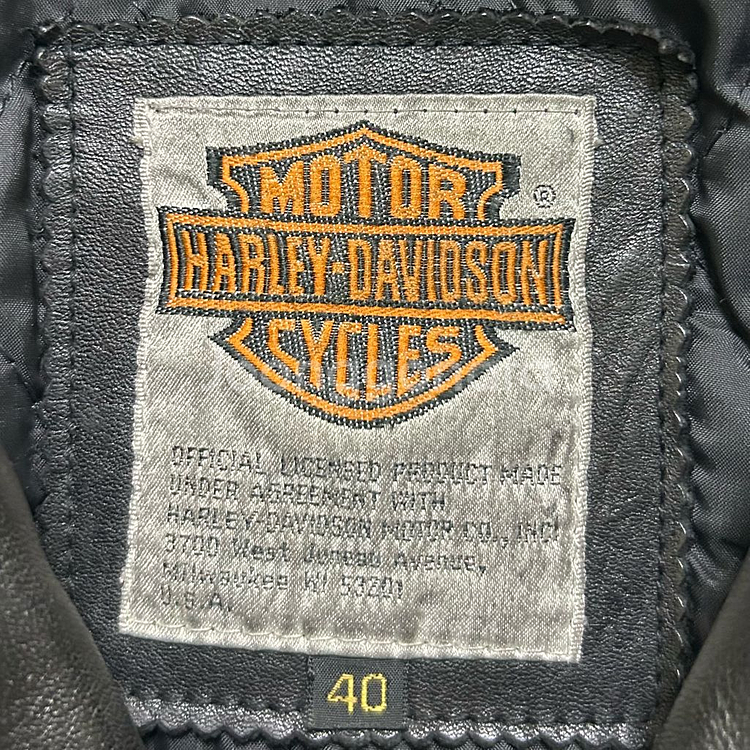 MOTOR
®
HARLEY-DAVIDSON
CYCLES
OFFICIAL LICENSED PRODUCT MADE
UNDER AGREEMENT WITH
HARLEY-DAVIDSON MOTOR CO., INC.
3700 West Juneau Avenue,
Milwaukee WI 53201
U.S.A.
40